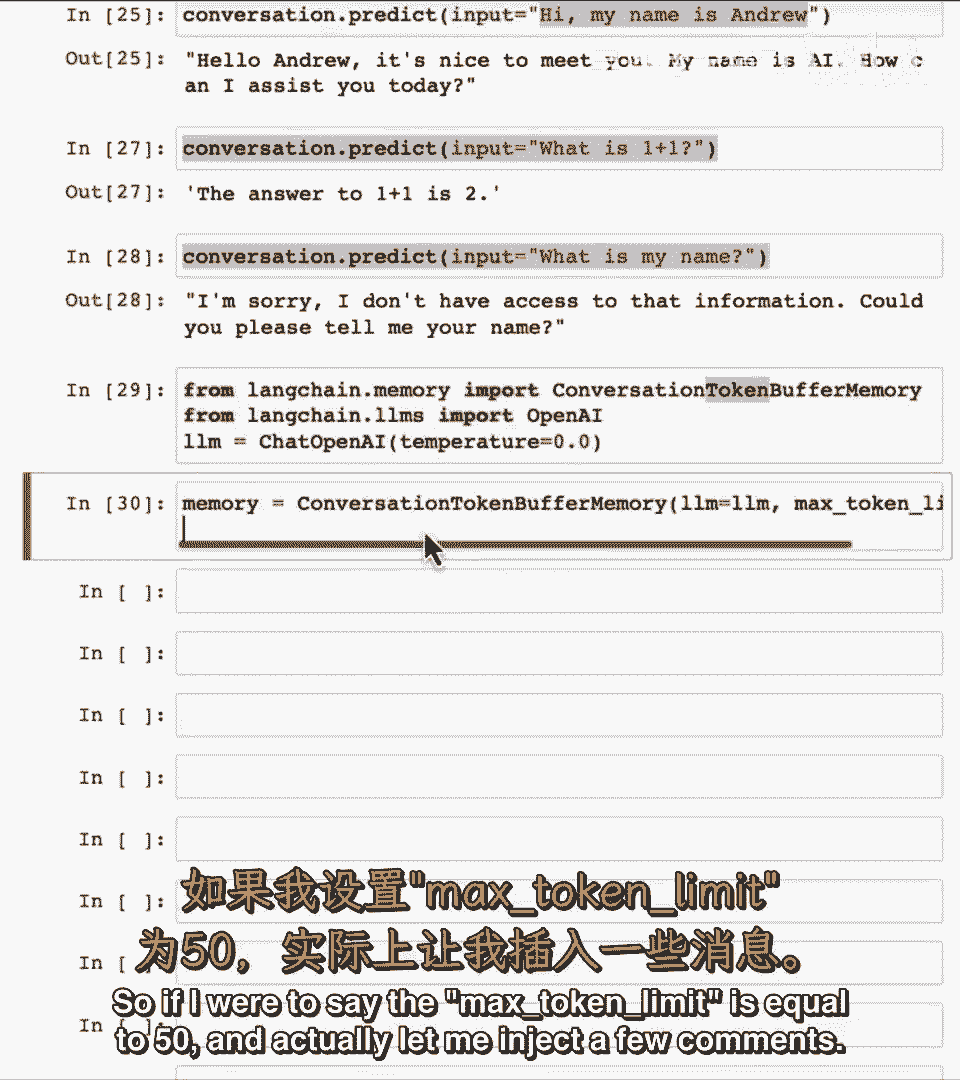 In [25]: conversation.predict(input="Hi, my name is Andrew")
Out[25]: "Hello Andrew, it's nice to meet you. My name is AI. How c
an I assist you today?"
In [27]: conversation.predict(input="What is 1+1?")
Out[27]: 'The answer to 1+1 is 2.'
In [28]: conversation.predict(input="What is my name?")
Out[28]: "I'm sorry, I don't have access to that information. Could
you please tell me your name?"
In [29]: from langchain.memory import ConversationTokenBufferMemory
from langchain.llms import OpenAI
llm = ChatOpenAI(temperature=0.0)
In [30]: memory = ConversationTokenBufferMemory(llm=llm, max_token_li
In [ ]:
In [ ]:
In [ ]:
In [ ]:
In [ ]:
In [ ]:
如果我设置"max_token_limit"
In [
为50，实际上让我插入一些消息。
In [ ]:
So if I were to say the "max_token_limit" is equal
to 50, and actually let me inject a few comments.